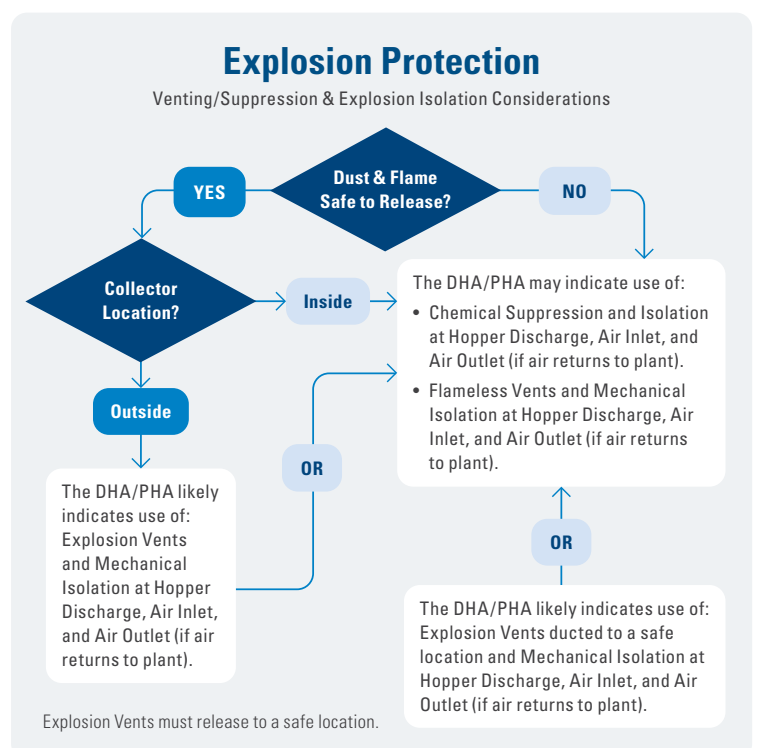 Explosion Protection
Venting/Suppression & Explosion Isolation Considerations
Dust & Flame
Safe to Release?
YES
NO
Collector
Location?
Inside
The DHA/PHA may indicate use of:
• Chemical Suppression and Isolation
at Hopper Discharge, Air Inlet, and
Air Outlet (if air returns to plant).
• Flameless Vents and Mechanical
Isolation at Hopper Discharge, Air
Inlet, and Air Outlet (if air returns
to plant).
Outside
OR
The DHA/PHA likely
indicates use of:
Explosion Vents
and Mechanical
Isolation at Hopper
Discharge, Air Inlet,
and Air Outlet (if air
returns to plant).
OR
The DHA/PHA likely indicates use of:
Explosion Vents ducted to a safe
location and Mechanical Isolation at
Hopper Discharge, Air Inlet, and Air
Outlet (if air returns to plant).
Explosion Vents must release to a safe location.